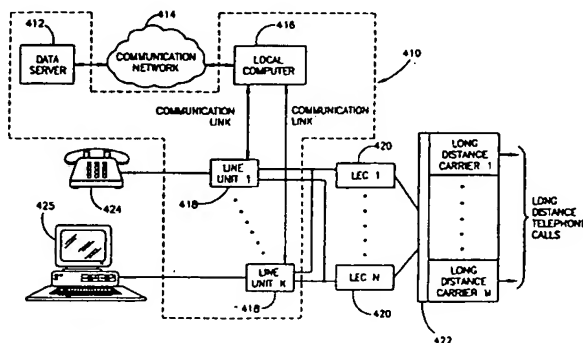 412
414
416
410
DATA
SERVER
COMMUNICATION
NETWORK
LOCAL
COMPUTER
COMMUNICATION
LINK
COMMUNICATION
LINK
424
LINE
UNIT 1
418
420
LEC 1
LONG
DISTANCE
CARRIER 1
LONG
DISTANCE
TELEPHONE
CALLS
425
LINE
UNIT K
418
LEC N
420
LONG
DISTANCE
CARRIER M
422